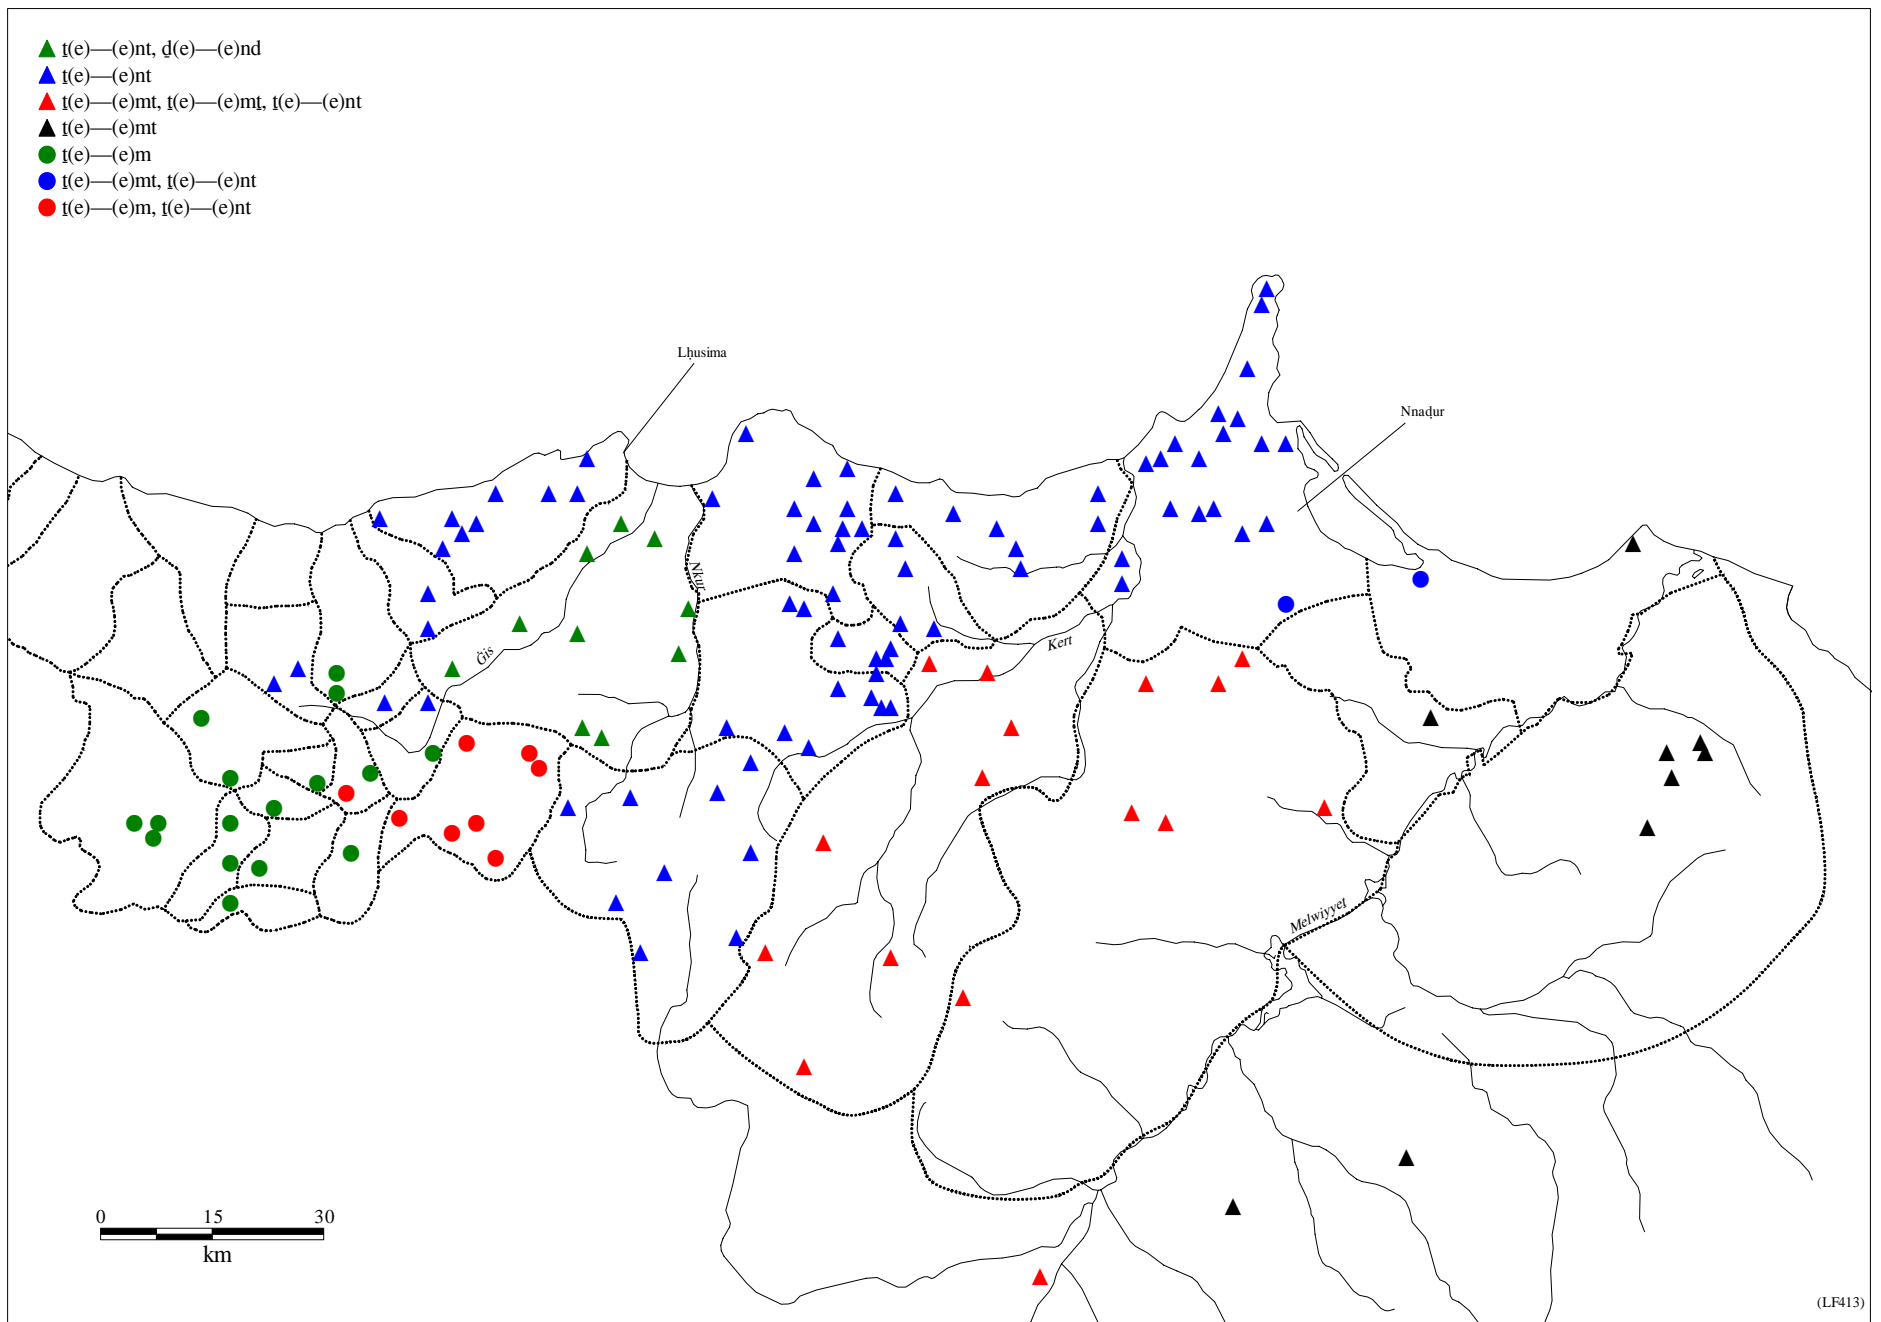 ṯ(e)—(e)nt, ḏ(e)—(e)nd
ṯ(e)—(e)nt
ṯ(e)—(e)mt, ṯ(e)—(e)mṯ, ṯ(e)—(e)nt
ṯ(e)—(e)mt
ṯ(e)—(e)m
ṯ(e)—(e)mt, ṯ(e)—(e)nt
ṯ(e)—(e)m, ṯ(e)—(e)nt
Lḥusima
Nnaḍur
Nkur
Ɣis
Kert
Melwiyyet
0 15 30
km
(LF413)